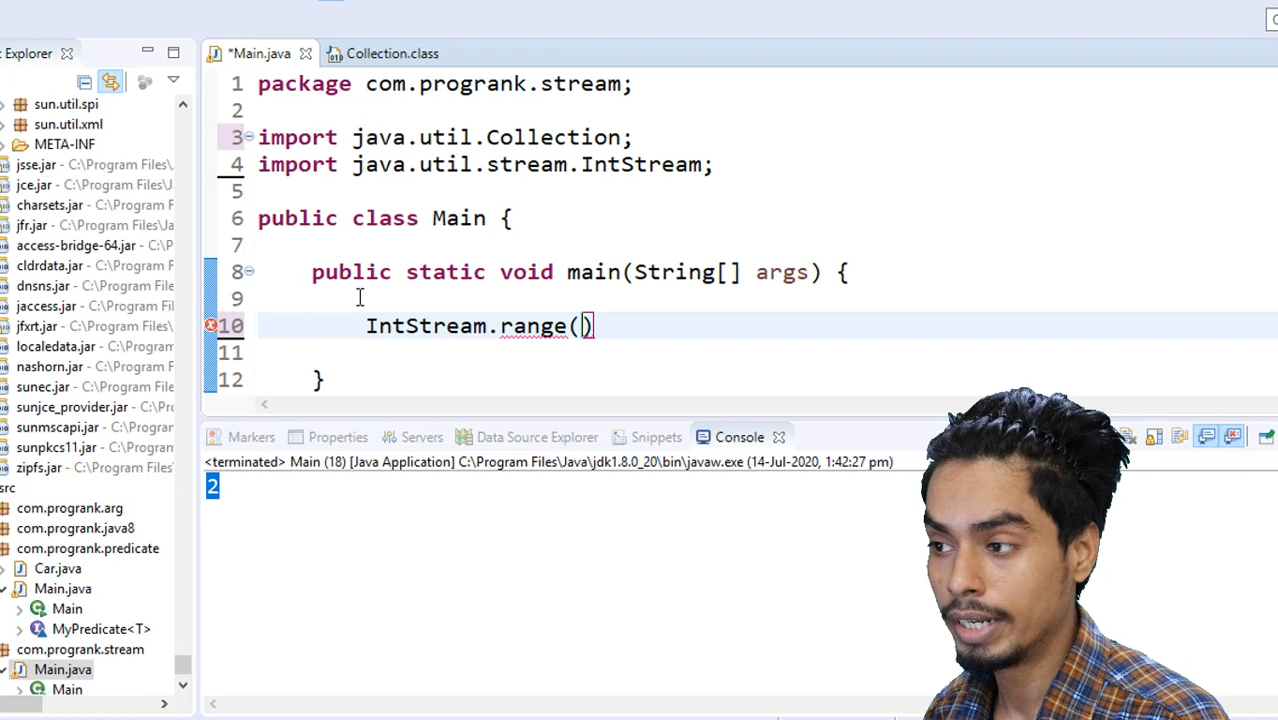 Explorer
*Main.java
Collection.class
sun.util.spi
sun.util.xml
META-INF
jsse.jar - C:\Program Files\Java
jce.jar - C:\Program Files\Ja
charsets.jar - C:\Program File
jfr.jar - C:\Program Files\Jav
access-bridge-64.jar - C:\Pro
cldrdata.jar - C:\Program File
dnsns.jar - C:\Program Files\
jaccess.jar - C:\Program Files
jfxrt.jar - C:\Program Files\J
localedata.jar - C:\Program F
nashorn.jar - C:\Program File
sunec.jar - C:\Program Files\
sunjce_provider.jar - C:\Prog
sunmscapi.jar - C:\Program
sunpkcs11.jar - C:\Program
zipfs.jar - C:\Program Files\J
src
com.progrank.arg
com.progrank.java8
com.progrank.predicate
Car.java
Main.java
Main
MyPredicate<T>
com.progrank.stream
Main.java
Main
1 package com.progrank.stream;
2
3 import java.util.Collection;
4 import java.util.stream.IntStream;
5
6 public class Main {
7
8 public static void main(String[] args) {
9
10 IntStream.range()
11
12 }
Markers Properties Servers Data Source Explorer Snippets Console
<terminated> Main (18) [Java Application] C:\Program Files\Java\jdk1.8.0_20\bin\javaw.exe (14-Jul-2020, 1:42:27 pm)
2